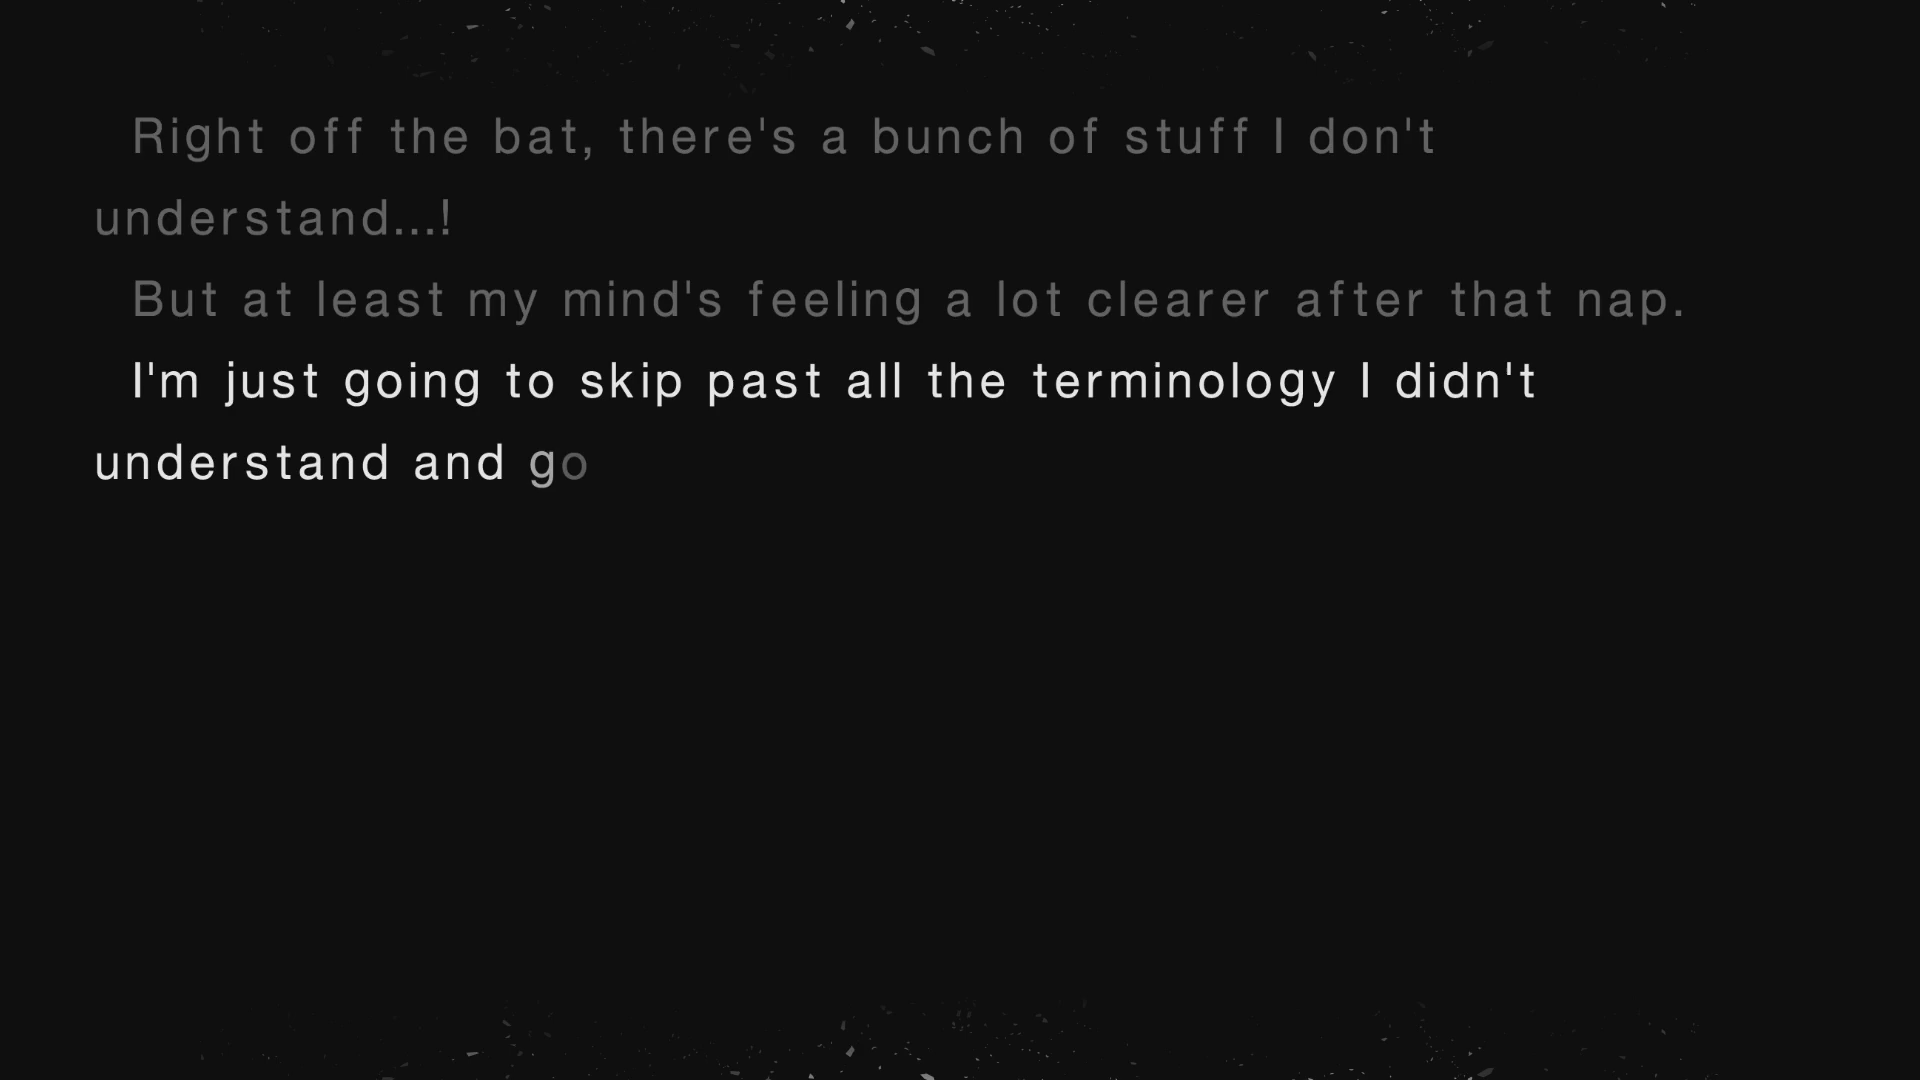 Right off the bat, there's a bunch of stuff I don't
understand...!
But at least my mind's feeling a lot clearer after that nap.
I'm just going to skip past all the terminology I didn't
understand and go